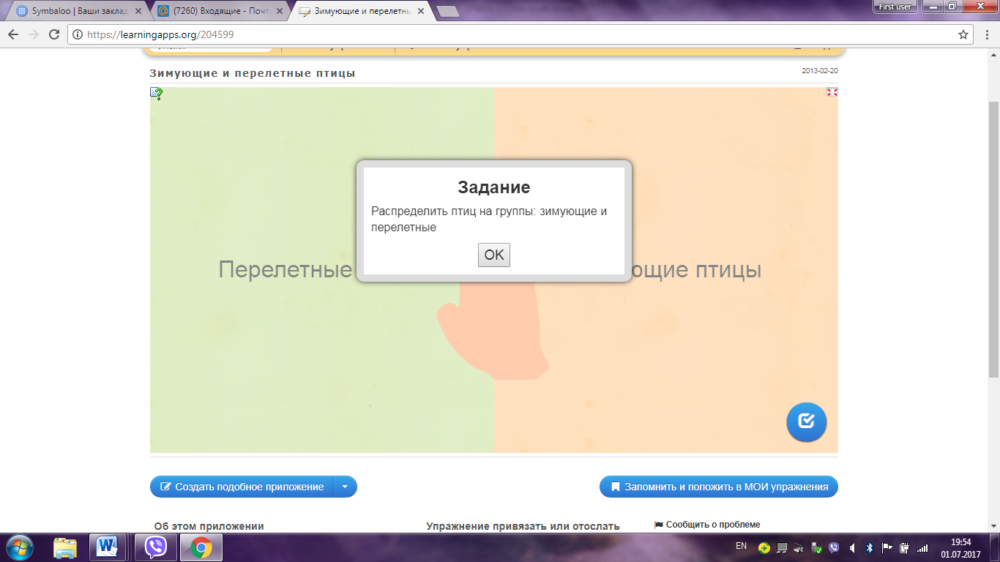 Symbaloo | Ваши заклад
(7260) Входящие - Почт
Зимующие и перелетны
First user
https://learningapps.org/204599
Зимующие и перелетные птицы
2013-02-20
Задание
Распределить птиц на группы: зимующие и
перелетные
OK
Перелетные
ющие птицы
Создать подобное приложение
Запомнить и положить в МОИ упражнения
Об этом приложении
Упражнение привязать или отослать
Сообщить о проблеме
EN
19:54
01.07.2017